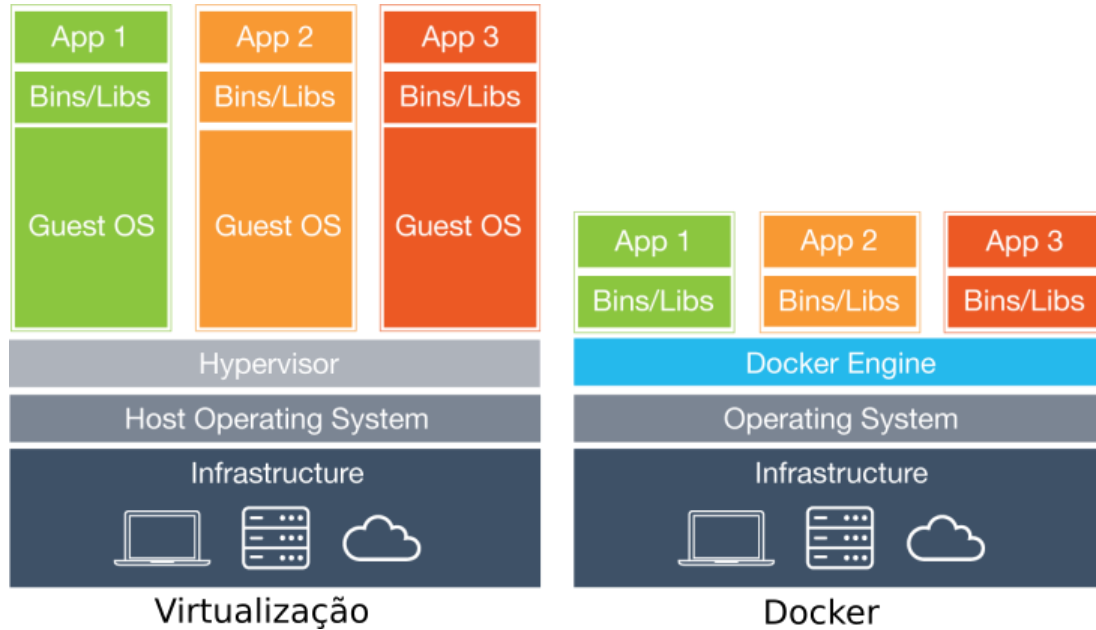 App 1
App 2
App 3
Bins/Libs
Bins/Libs
Bins/Libs
Guest OS
Guest OS
Guest OS
Hypervisor
Host Operating System
Infrastructure
Virtualização
App 1
App 2
App 3
Bins/Libs
Bins/Libs
Bins/Libs
Docker Engine
Operating System
Infrastructure
Docker